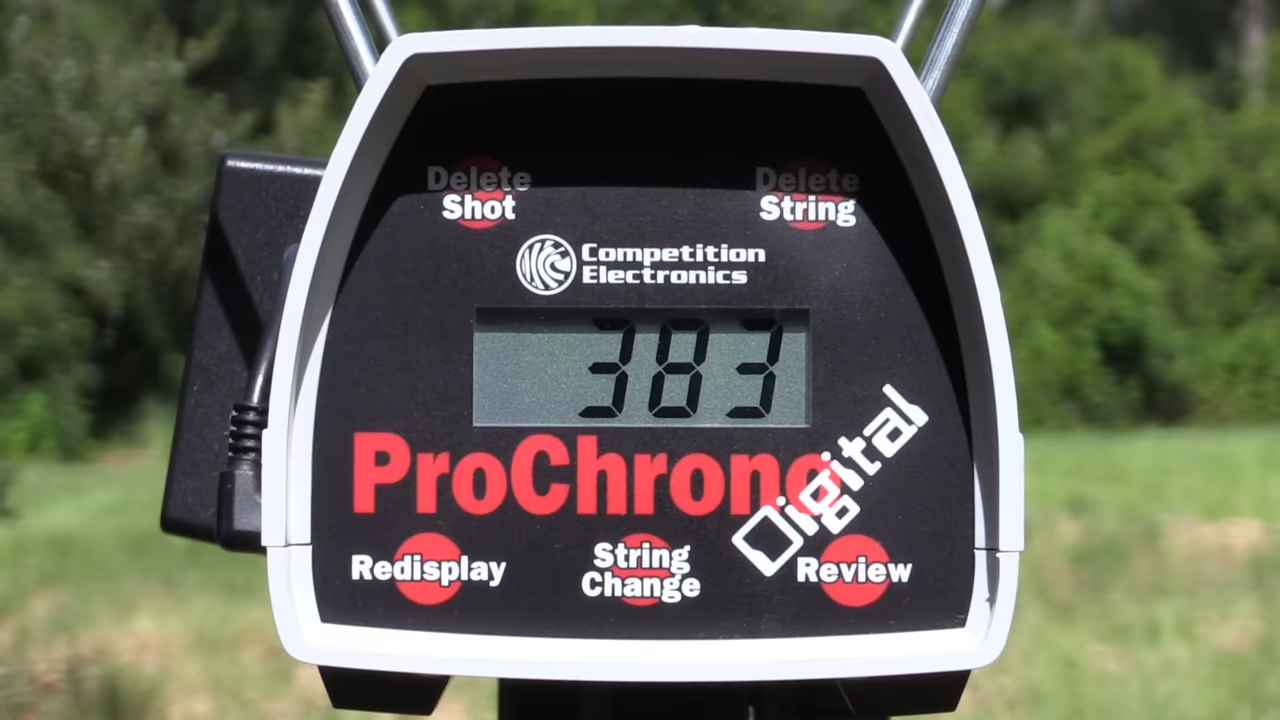 Delete
Shot
Delete
String
Competition
Electronics
383
ProChrono
Digital
Redisplay
String
Change
Review